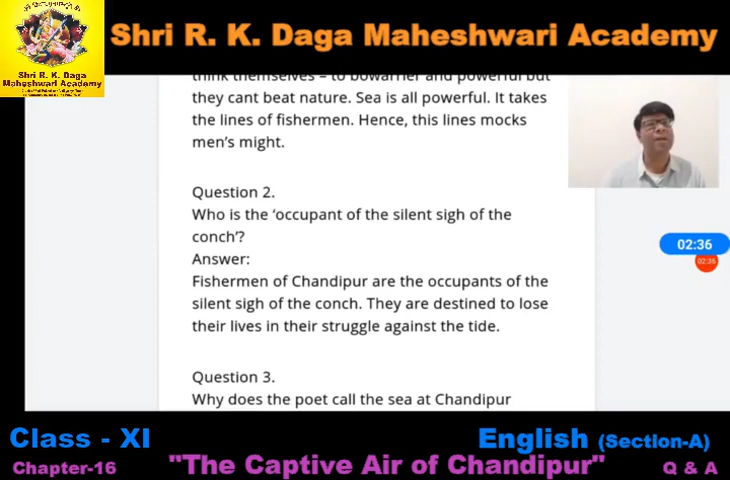 Shri R. K. Daga Maheshwari Academy
Shri R. K. Daga
Maheshwari Academy
think themselves – to bowarrier and powerful but
they cant beat nature. Sea is all powerful. It takes
the lines of fishermen. Hence, this lines mocks
men's might.
Question 2.
Who is the 'occupant of the silent sigh of the
conch'?
Answer:
Fishermen of Chandipur are the occupants of the
silent sigh of the conch. They are destined to lose
their lives in their struggle against the tide.
Question 3.
Why does the poet call the sea at Chandipur
02:36
02:36
Class - XI
English (Section-A)
Chapter-16
"The Captive Air of Chandipur"
Q & A